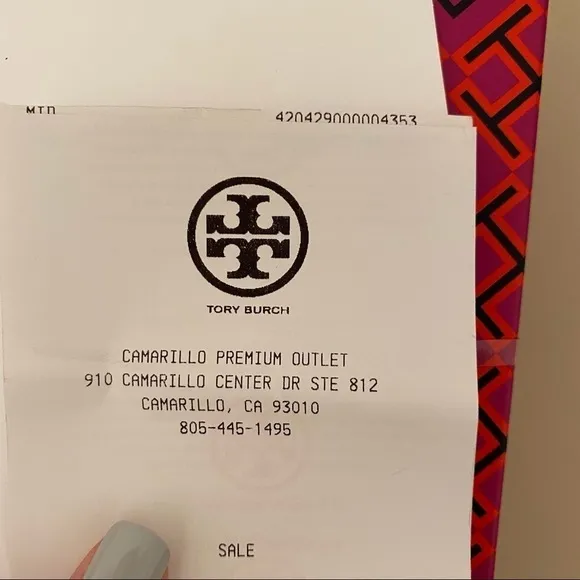 MID 420429000004353
TORY BURCH
CAMARILLO PREMIUM OUTLET
910 CAMARILLO CENTER DR STE 812
CAMARILLO, CA 93010
805-445-1495
SALE